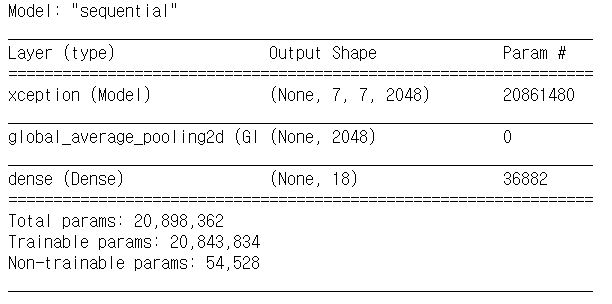 Model: "sequential"
Layer (type) Output Shape Param #
xception (Model) (None, 7, 7, 2048) 20861480
global_average_pooling2d (Gl (None, 2048) 0
dense (Dense) (None, 18) 36882
Total params: 20,898,362
Trainable params: 20,843,834
Non-trainable params: 54,528